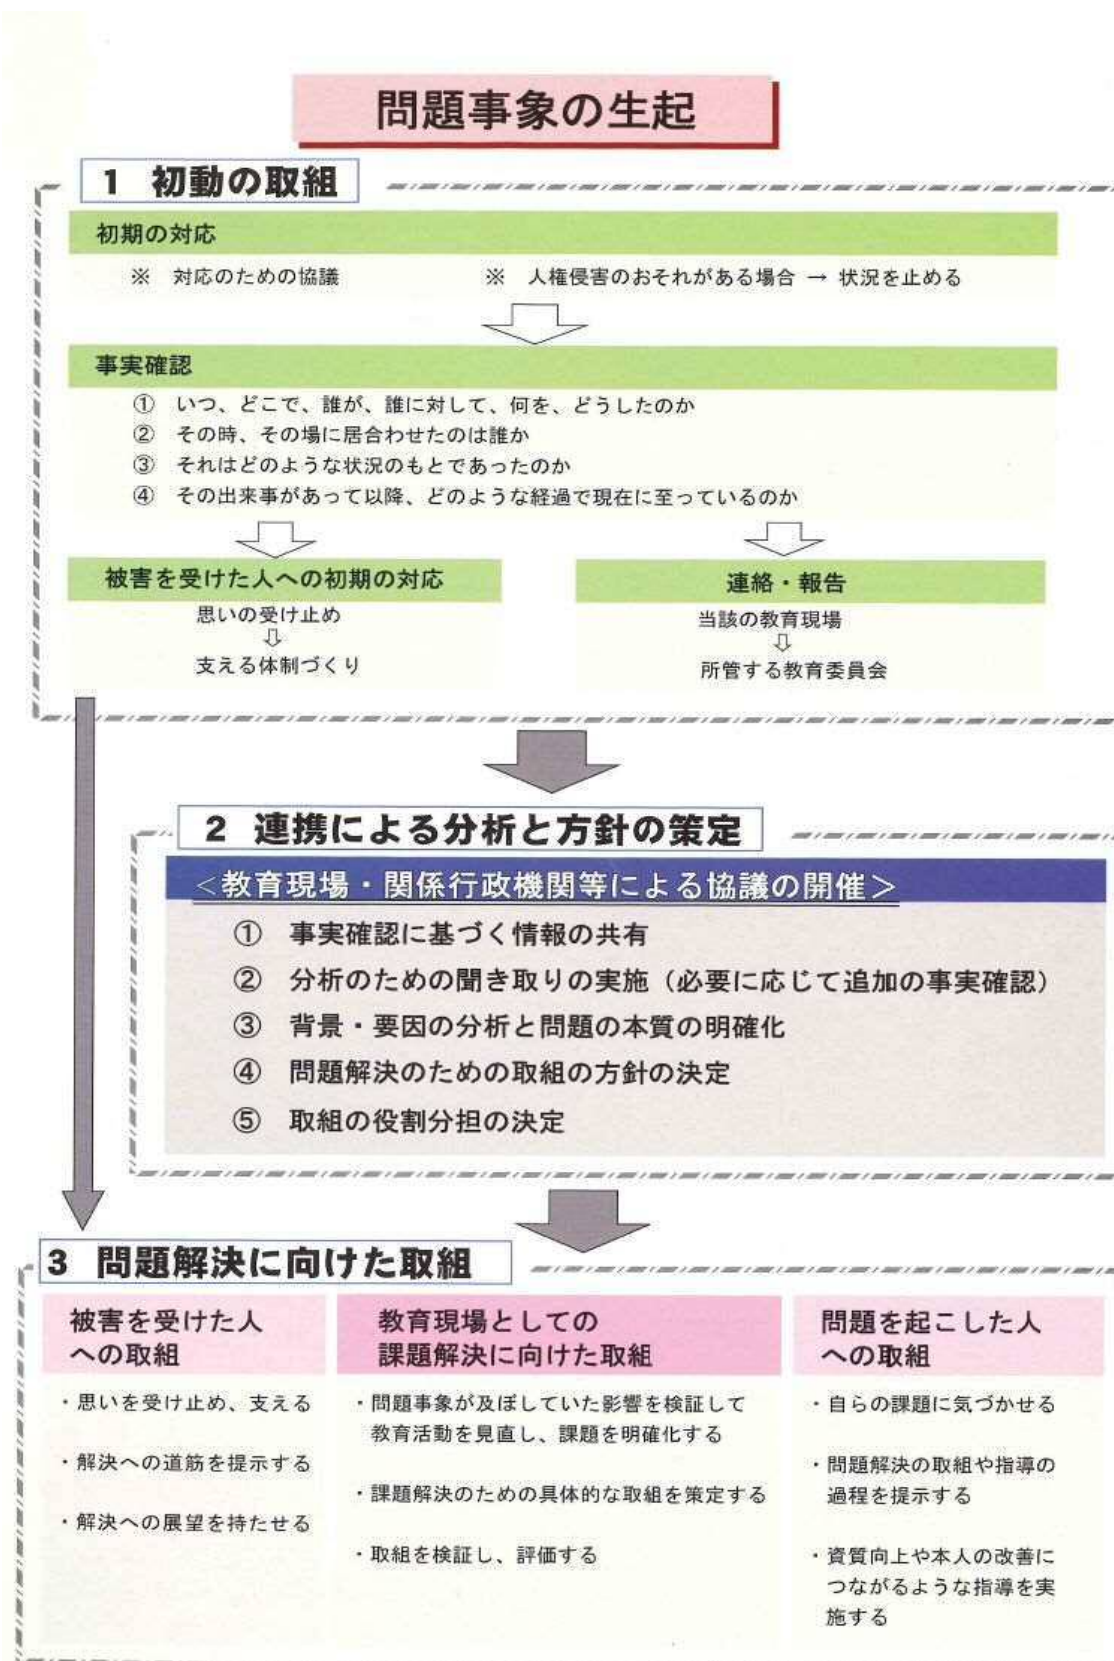 問題事象の生起
1 初動の取組
初期の対応
※ 対応のための協議 ※ 人権侵害のおそれがある場合 → 状況を止める
事実確認
① いつ、どこで、誰が、誰に対して、何を、どうしたのか
② その時、その場に居合わせたのは誰か
③ それはどのような状況のもとであったのか
④ その出来事があって以降、どのような経過で現在に至っているのか
被害を受けた人への初期の対応
思いの受け止め
⇩
支える体制づくり
連絡・報告
当該の教育現場
⇩
所管する教育委員会
2 連携による分析と方針の策定
<教育現場・関係行政機関等による協議の開催>
① 事実確認に基づく情報の共有
② 分析のための聞き取りの実施（必要に応じて追加の事実確認）
③ 背景・要因の分析と問題の本質の明確化
④ 問題解決のための取組の方針の決定
⑤ 取組の役割分担の決定
3 問題解決に向けた取組
被害を受けた人
への取組
・思いを受け止め、支える
・解決への道筋を提示する
・解決への展望を持たせる
教育現場としての
課題解決に向けた取組
・問題事象が及ぼしていた影響を検証して
教育活動を見直し、課題を明確化する
・課題解決のための具体的な取組を策定する
・取組を検証し、評価する
問題を起こした人
への取組
・自らの課題に気づかせる
・問題解決の取組や指導の
過程を提示する
・資質向上や本人の改善に
つながるような指導を実
施する